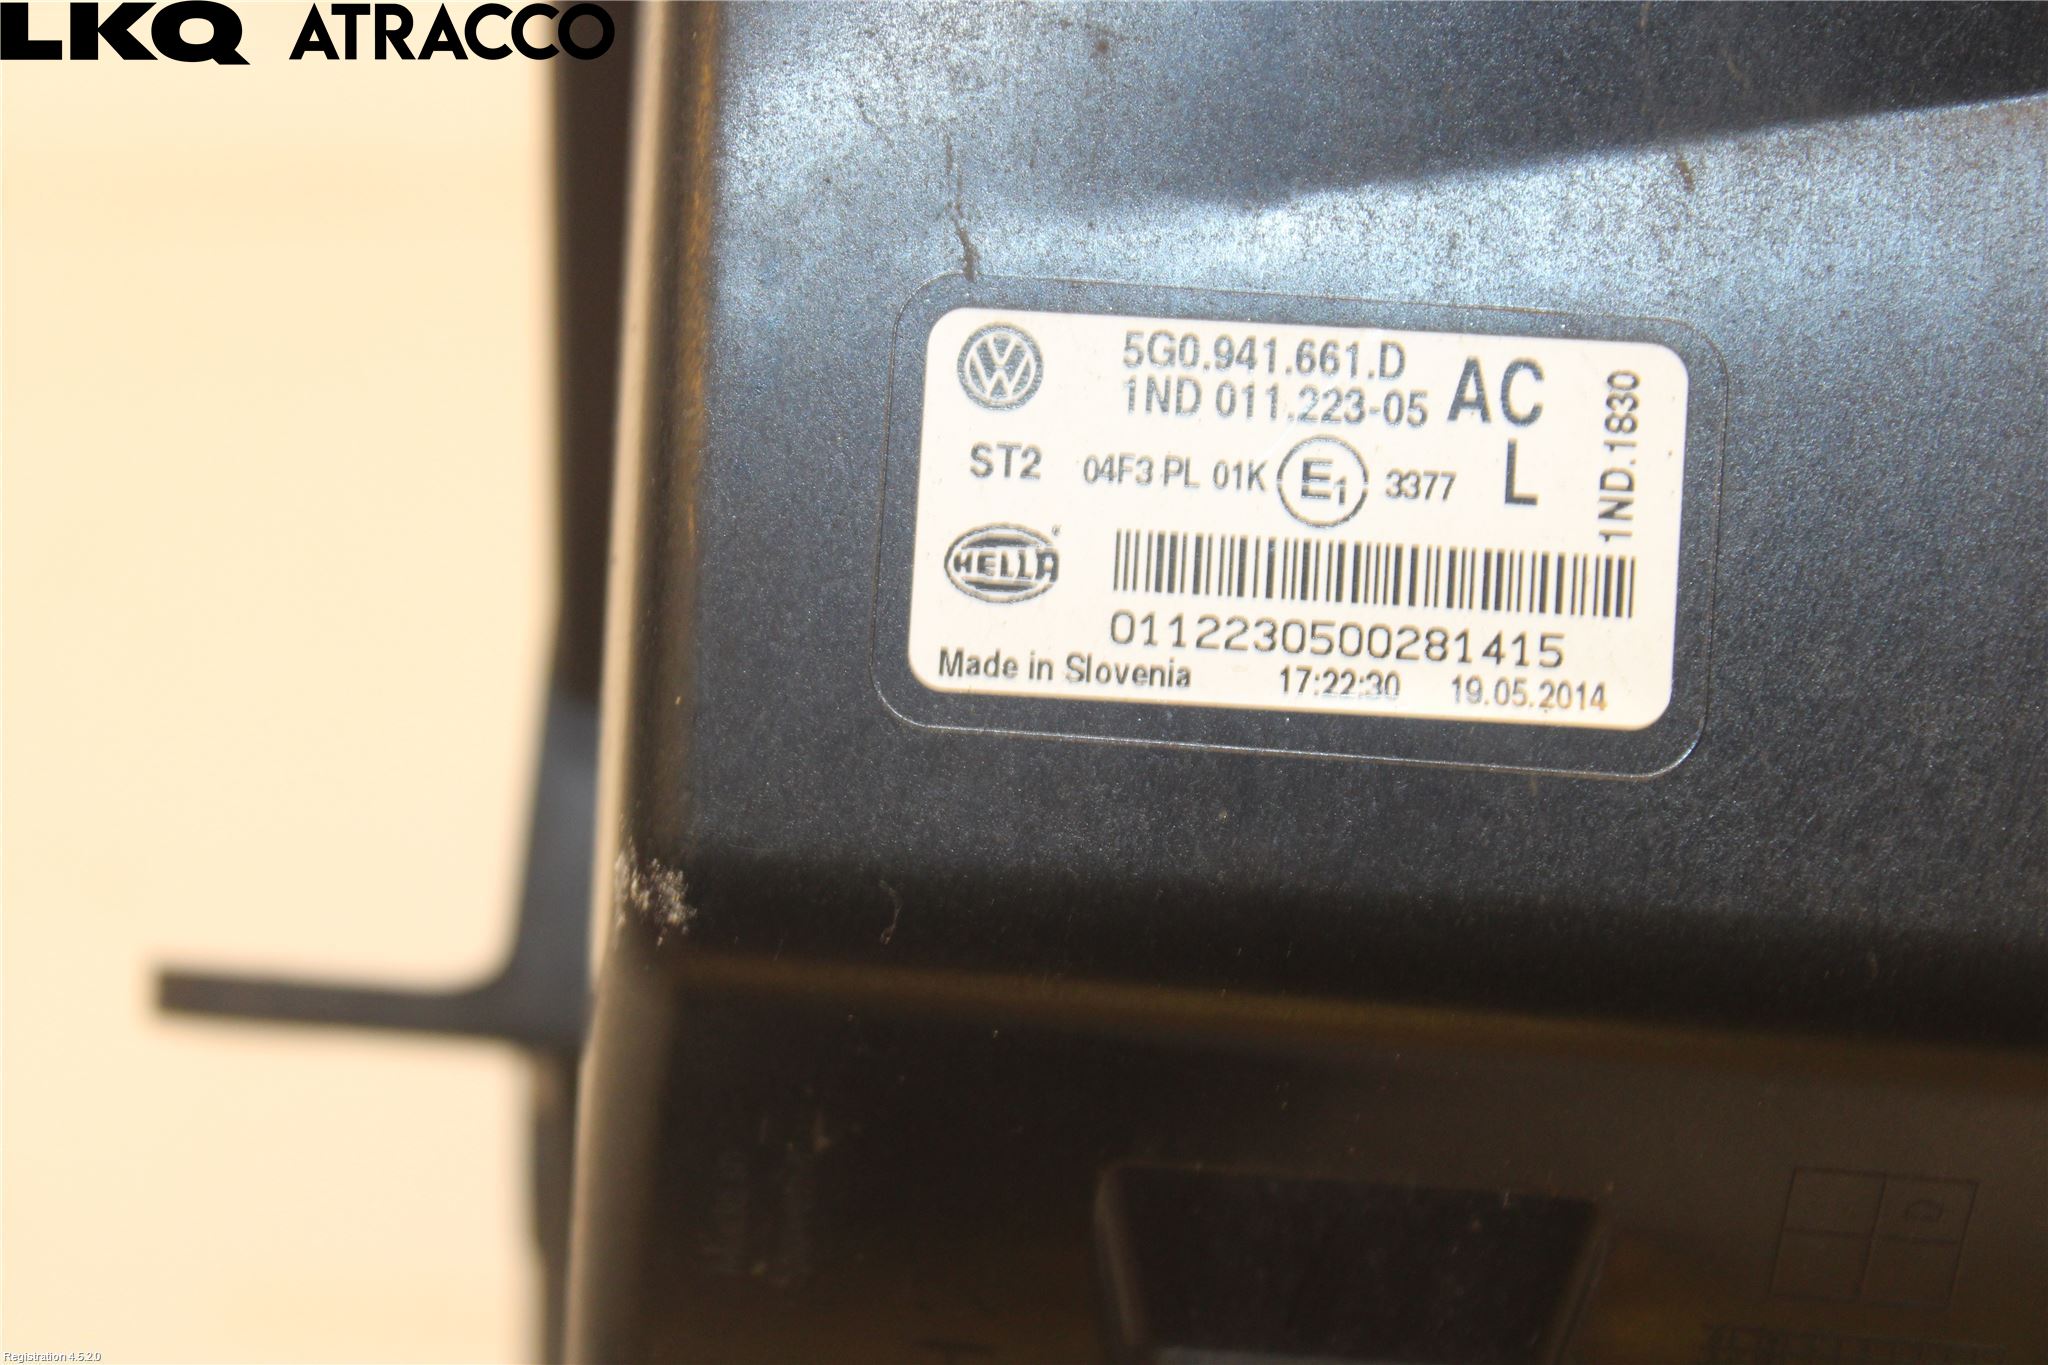 LKQ ATRACCO
5G0.941.661.D
1ND 011.223-05
AC
1ND.1830
ST2
04F3 PL 01K E1 3377
L
HELLA
0112230500281415
Made in Slovenia 17:22:30 19.05.2014
Registration 4.5.2.0